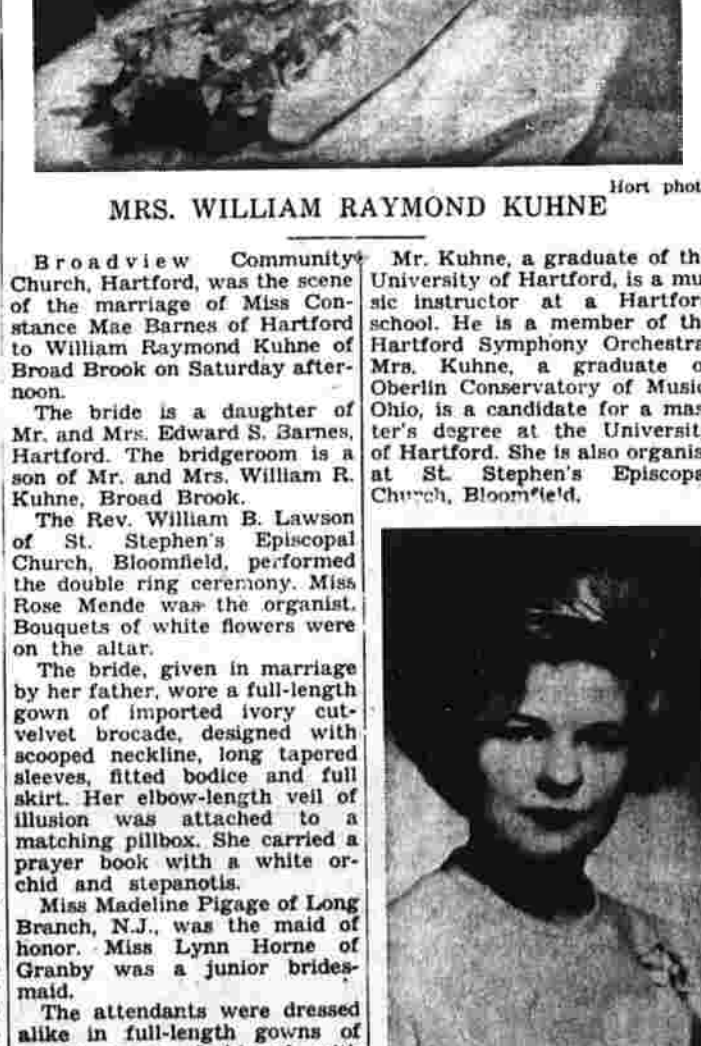 Hort phot
MRS. WILLIAM RAYMOND KUHNE
Broadview Community
Church, Hartford, was the scene
of the marriage of Miss Con-
stance Mae Barnes of Hartford
to William Raymond Kuhne of
Broad Brook on Saturday after-
noon.
The bride is a daughter of
Mr. and Mrs. Edward S. Barnes,
Hartford. The bridgeroom is a
son of Mr. and Mrs. William R.
Kuhne, Broad Brook.
The Rev. William B. Lawson
of St. Stephen's Episcopal
Church, Bloomfield, performed
the double ring ceremony. Miss
Rose Mende was the organist.
Bouquets of white flowers were
on the altar.
The bride, given in marriage
by her father, wore a full-length
gown of imported ivory cut-
velvet brocade, designed with
scooped neckline, long tapered
sleeves, fitted bodice and full
skirt. Her elbow-length veil of
illusion was attached to a
matching pillbox. She carried a
prayer book with a white or-
chid and stepanotis.
Miss Madeline Pigage of Long
Branch, N.J., was the maid of
honor. Miss Lynn Horne of
Granby was a junior brides-
maid.
The attendants were dressed
alike in full-length gowns of
Mr. Kuhne, a graduate of th
University of Hartford, is a mu
sic instructor at a Hartfor
school. He is a member of th
Hartford Symphony Orchestra
Mrs. Kuhne, a graduate o
Oberlin Conservatory of Music
Ohio, is a candidate for a mas
ter's degree at the Universit
of Hartford. She is also organis
at St. Stephen's Episcopa
Church, Bloomfield.